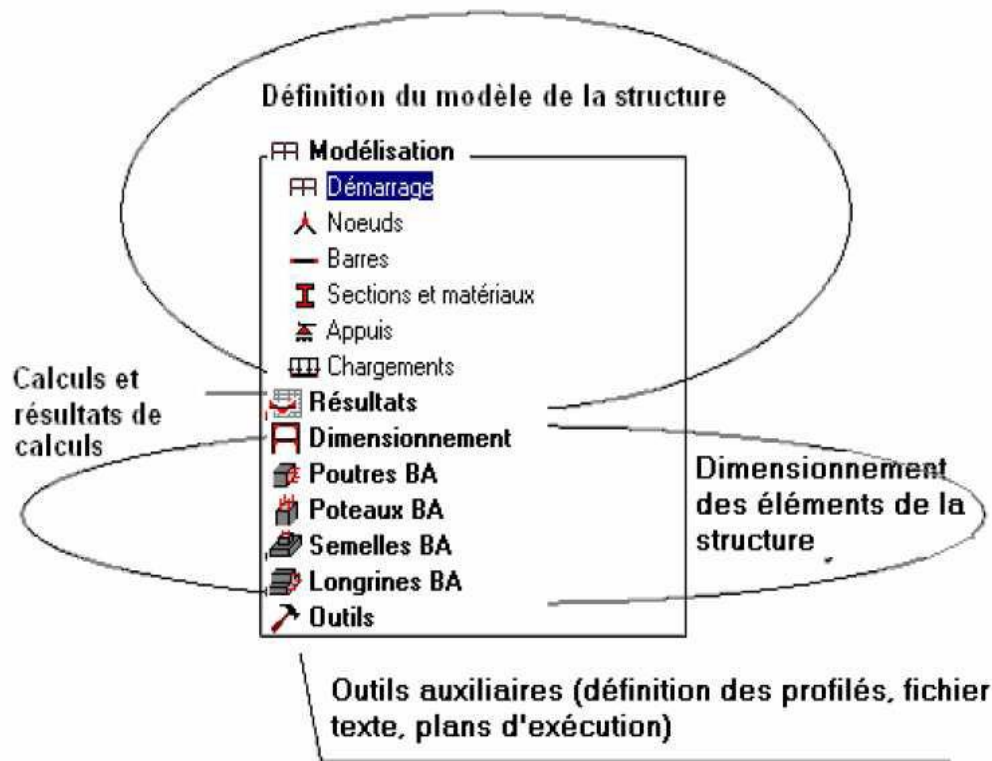 Définition du modèle de la structure
Modélisation
Démarrage
Noeuds
Barres
Sections et matériaux
Appuis
Chargements
Calculs et
résultats de
calculs
Résultats
Dimensionnement
Poutres BA
Poteaux BA
Semelles BA
Longrines BA
Outils
Dimensionnement
des éléments de la
structure
Outils auxiliaires (définition des profilés, fichier
texte, plans d'exécution)